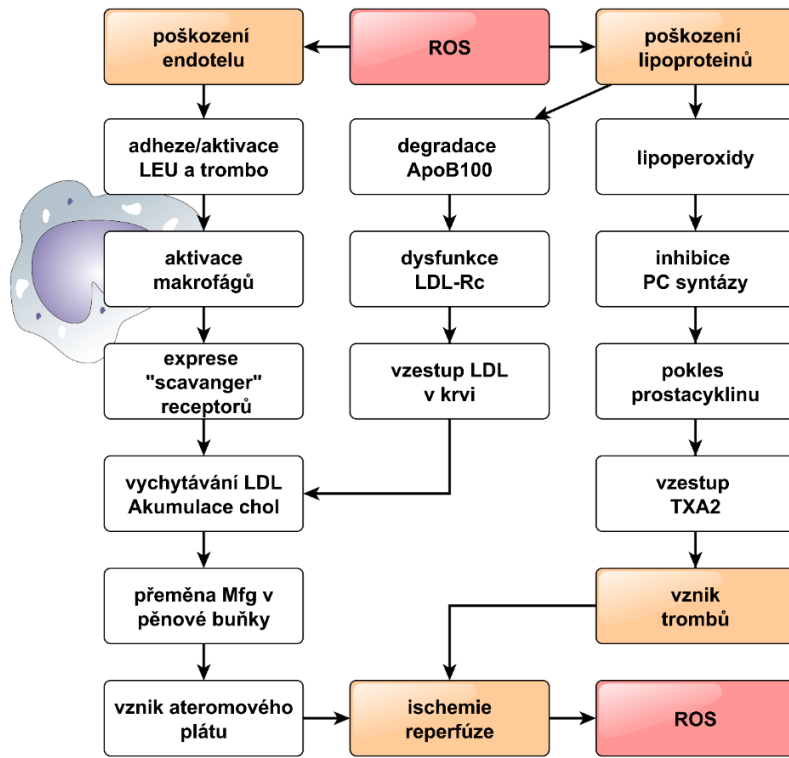 poškození
endotelu
ROS
poškození
lipoproteinů
adheze/aktivace
LEU a trombo
degradace
ApoB100
lipoperoxidy
aktivace
makrofágů
dysfunkce
LDL-Rc
inhibice
PC syntázy
exprese
"scavanger"
receptorů
vzestup LDL
v krvi
pokles
prostacyklinu
vychytávání LDL
Akumulace chol
vzestup
TXA2
přeměna Mfg v
pěnové buňky
vznik
trombů
vznik ateromového
plátu
ischemie
reperfúze
ROS